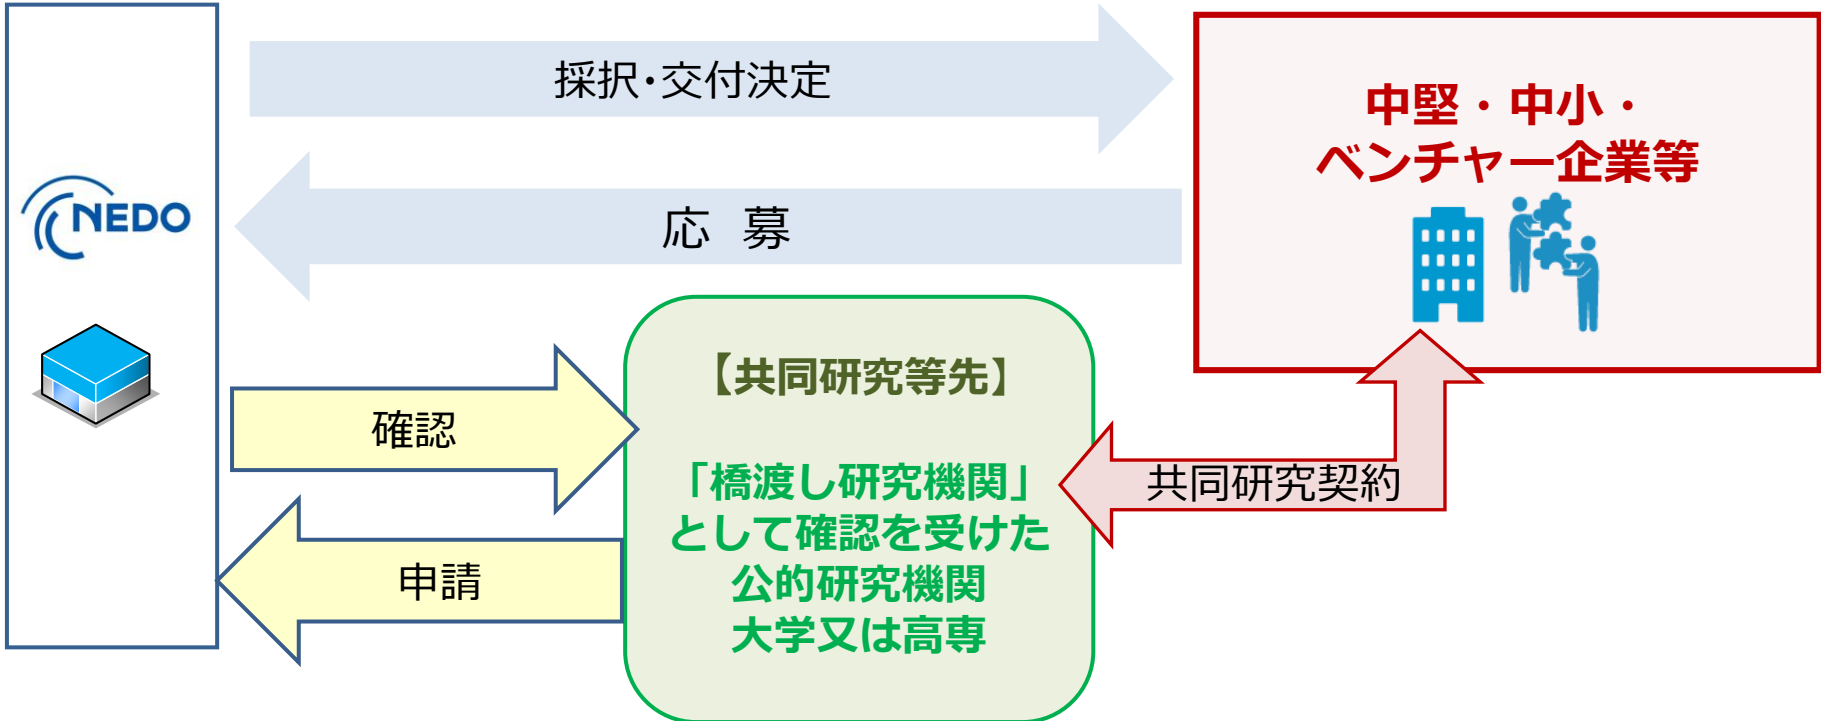 採択・交付決定
中堅・中小・
ベンチャー企業等
NEDO
応 募
【共同研究等先】
確認
「橋渡し研究機関」
として確認を受けた
公的研究機関
大学又は高専
共同研究契約
申請